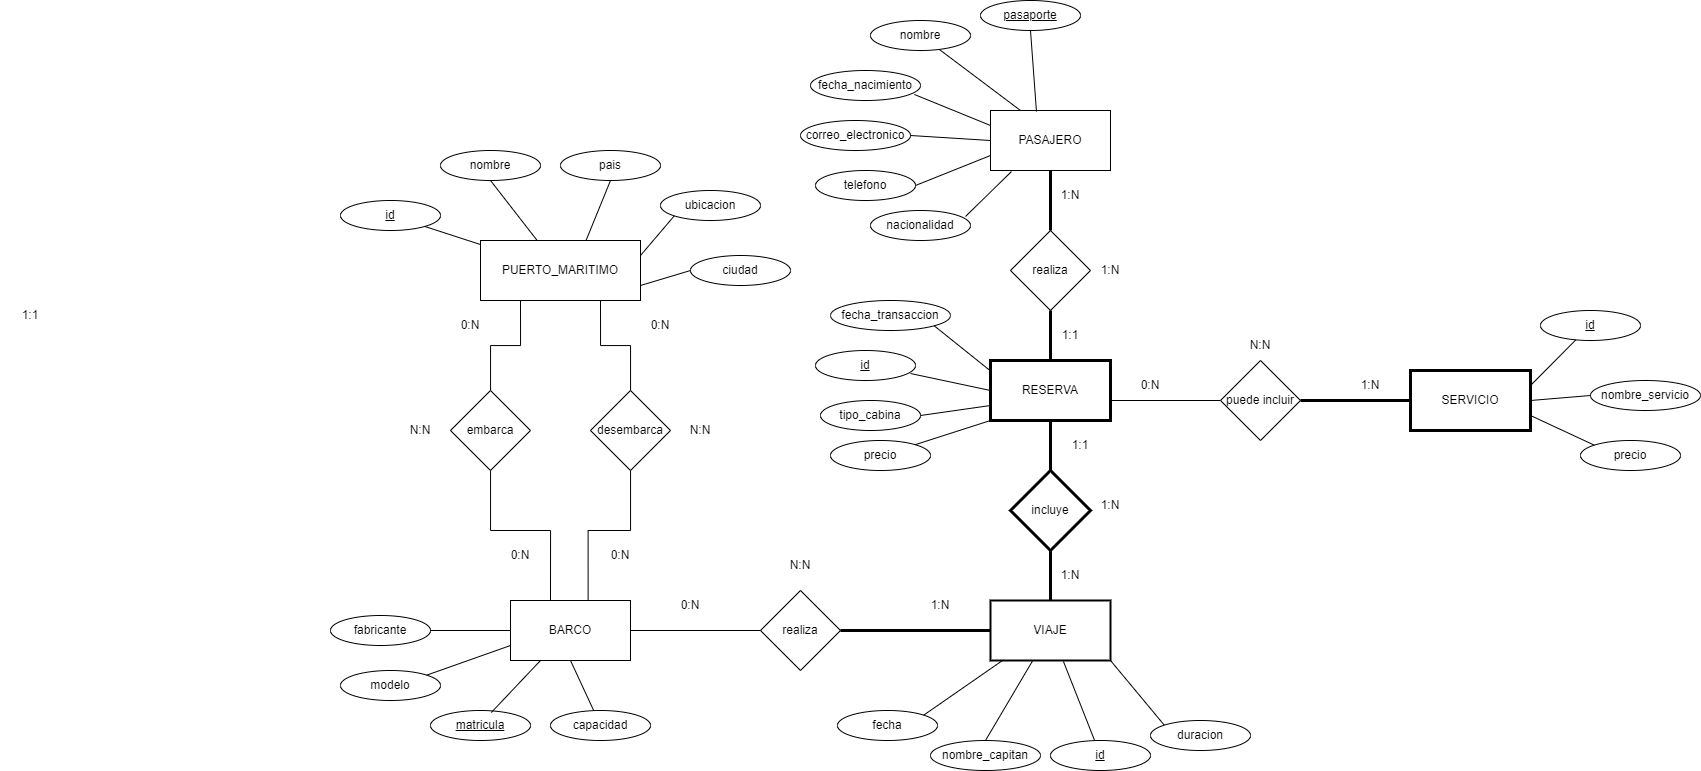 pasaporte
nombre
fecha_nacimiento
correo_electronico
PASAJERO
nombre
pais
telefono
1:N
ubicacion
id
nacionalidad
PUERTO_MARITIMO
ciudad
realiza
1:N
1:1
fecha_transaccion
0:N
0:N
id
1:1
N:N
id
RESERVA
0:N
1:N
nombre_servicio
puede incluir
SERVICIO
tipo_cabina
N:N
embarca
desembarca
N:N
1:1
precio
precio
incluye
1:N
0:N
0:N
N:N
1:N
0:N
1:N
fabricante
BARCO
realiza
VIAJE
modelo
matricula
capacidad
fecha
duracion
nombre_capitan
id